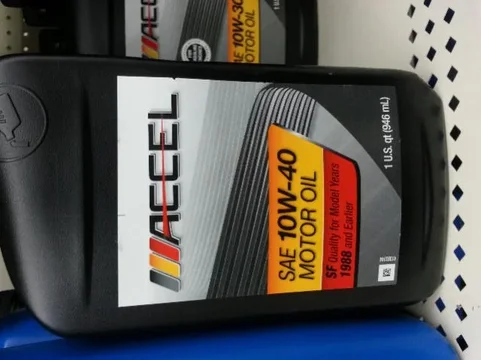 ACCEL
SAE 10W-40
MOTOR OIL
SF Quality for Model Years
1988 and Earlier
1 U.S. qt (946 mL)
ACCEL
SAE 10W-30
MOTOR OIL